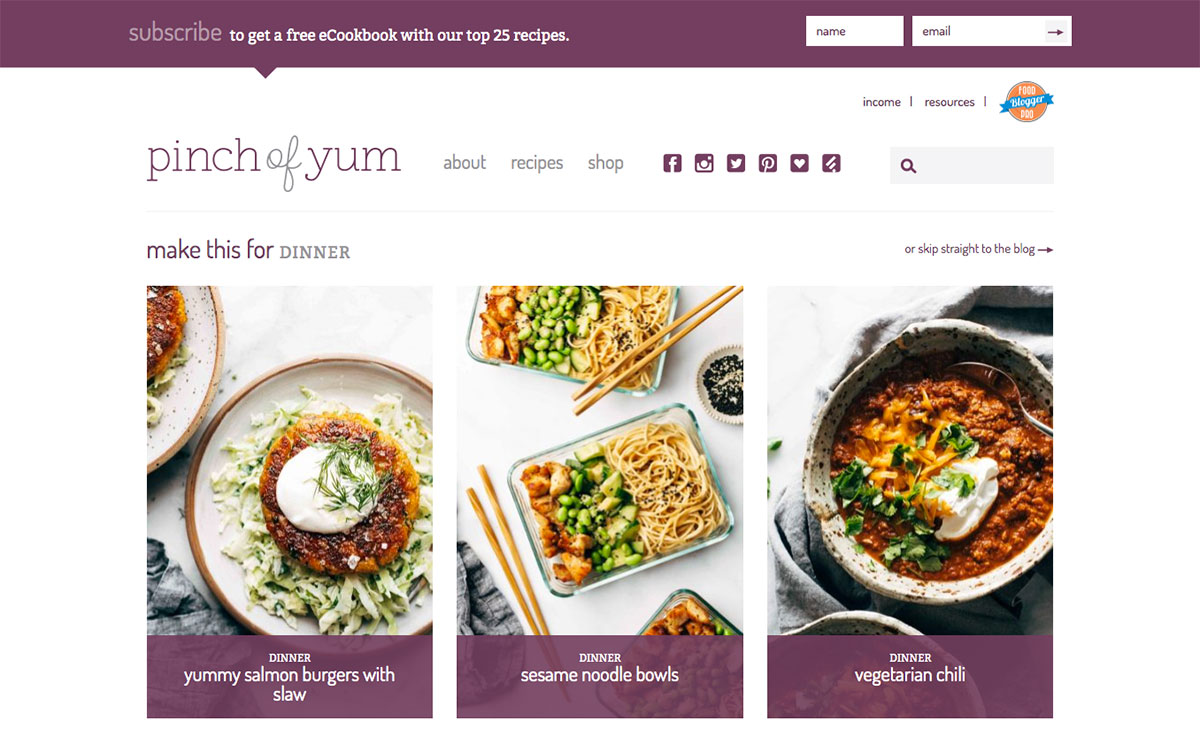 subscribe to get a free eCookbook with our top 25 recipes.
name
email
income | resources |
FOOD
Blogger
PRO
pinch of yum
about recipes shop
make this for DINNER
or skip straight to the blog
DINNER
yummy salmon burgers with
slaw
DINNER
sesame noodle bowls
DINNER
vegetarian chili